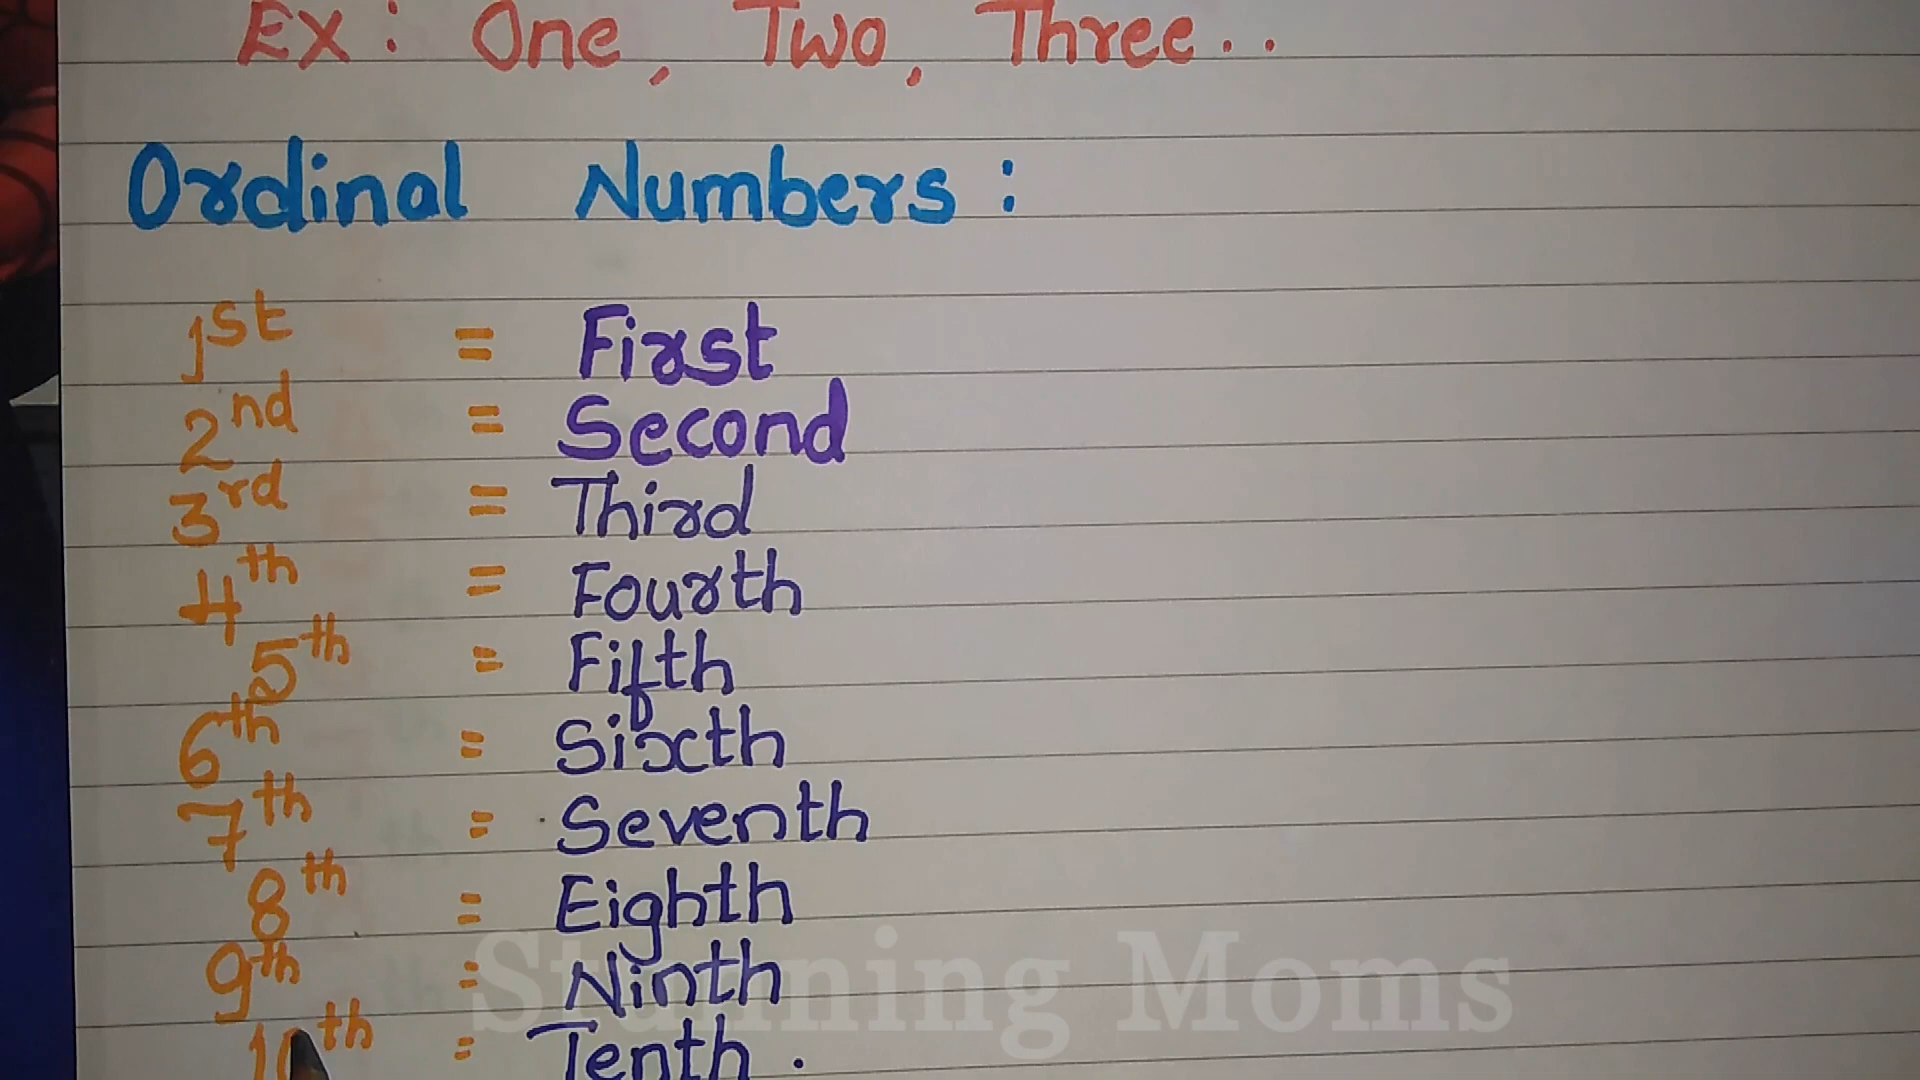 Ex: One, Two, Three..
Ordinal Numbers:
1st = First
2nd = Second
3rd = Third
4th = Fourth
5th = Fifth
6th = Sixth
7th = Seventh
8th = Eighth
9th = Ninth
10th = Tenth.
Stunning Moms